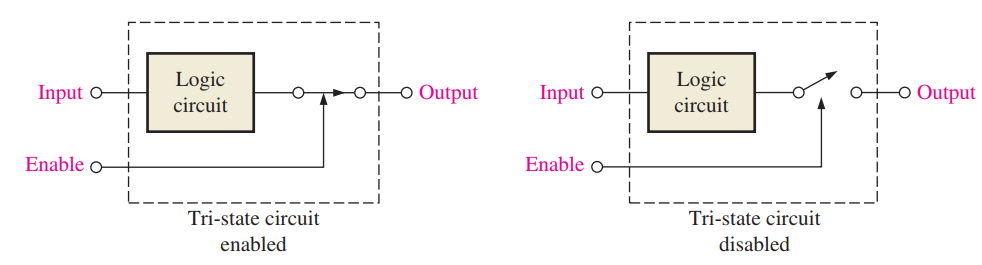 Logic
circuit
Input
Output
Enable
Tri-state circuit
enabled
Logic
circuit
Input
Output
Enable
Tri-state circuit
disabled